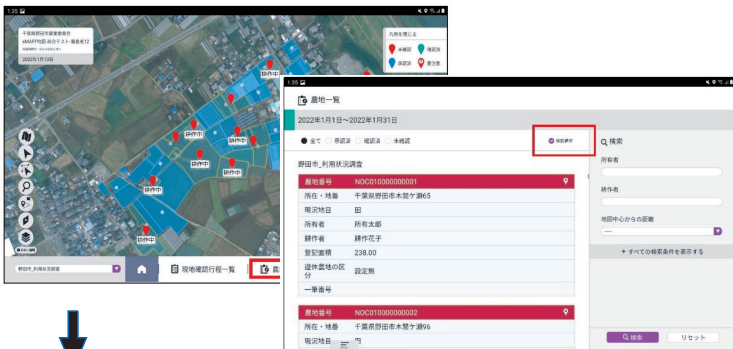 1:35
千葉県野田市農業委員会
eMAFF地図-総合テスト-審査者12
2022年1月13日
凡例を閉じる
未確認
確認済
承認済
要注意
耕作中
耕作中
耕作中
耕作中
耕作中
耕作中
耕作中
野田市_利用状況調査
現地確認行程一覧
農
1:35
農地一覧
2022年1月1日～2022年1月31日
全て
承認済
確認済
未確認
野田市_利用状況調査
農地番号 NOC010000000001
所在・地番 千葉県野田市木間ケ瀬65
現況地目 田
所有者 所有太郎
耕作者 耕作花子
登記面積 238.00
遊休農地の区分 設定無
一筆番号
農地番号 NOC010000000002
所在・地番 千葉県野田市木間ケ瀬96
現況地目
検索
所有者
耕作者
地図中心からの距離
----
+ すべての検索条件を表示する
検索
リセット